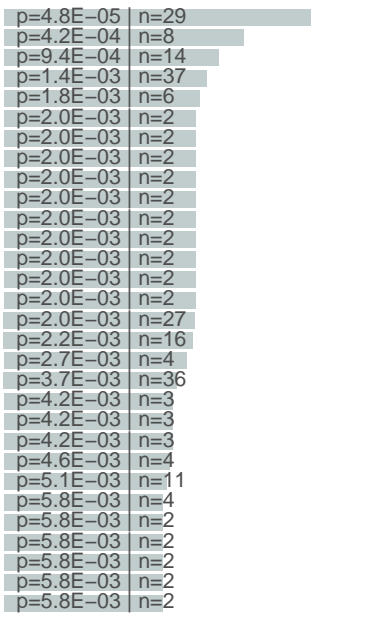 p=4.8E−05 | n=29
p=4.2E−04 | n=8
p=9.4E−04 | n=14
p=1.4E−03 | n=37
p=1.8E−03 | n=6
p=2.0E−03 | n=2
p=2.0E−03 | n=2
p=2.0E−03 | n=2
p=2.0E−03 | n=2
p=2.0E−03 | n=2
p=2.0E−03 | n=2
p=2.0E−03 | n=2
p=2.0E−03 | n=2
p=2.0E−03 | n=2
p=2.0E−03 | n=2
p=2.0E−03 | n=27
p=2.2E−03 | n=16
p=2.7E−03 | n=4
p=3.7E−03 | n=36
p=4.2E−03 | n=3
p=4.2E−03 | n=3
p=4.2E−03 | n=3
p=4.6E−03 | n=4
p=5.1E−03 | n=11
p=5.8E−03 | n=4
p=5.8E−03 | n=2
p=5.8E−03 | n=2
p=5.8E−03 | n=2
p=5.8E−03 | n=2
p=5.8E−03 | n=2